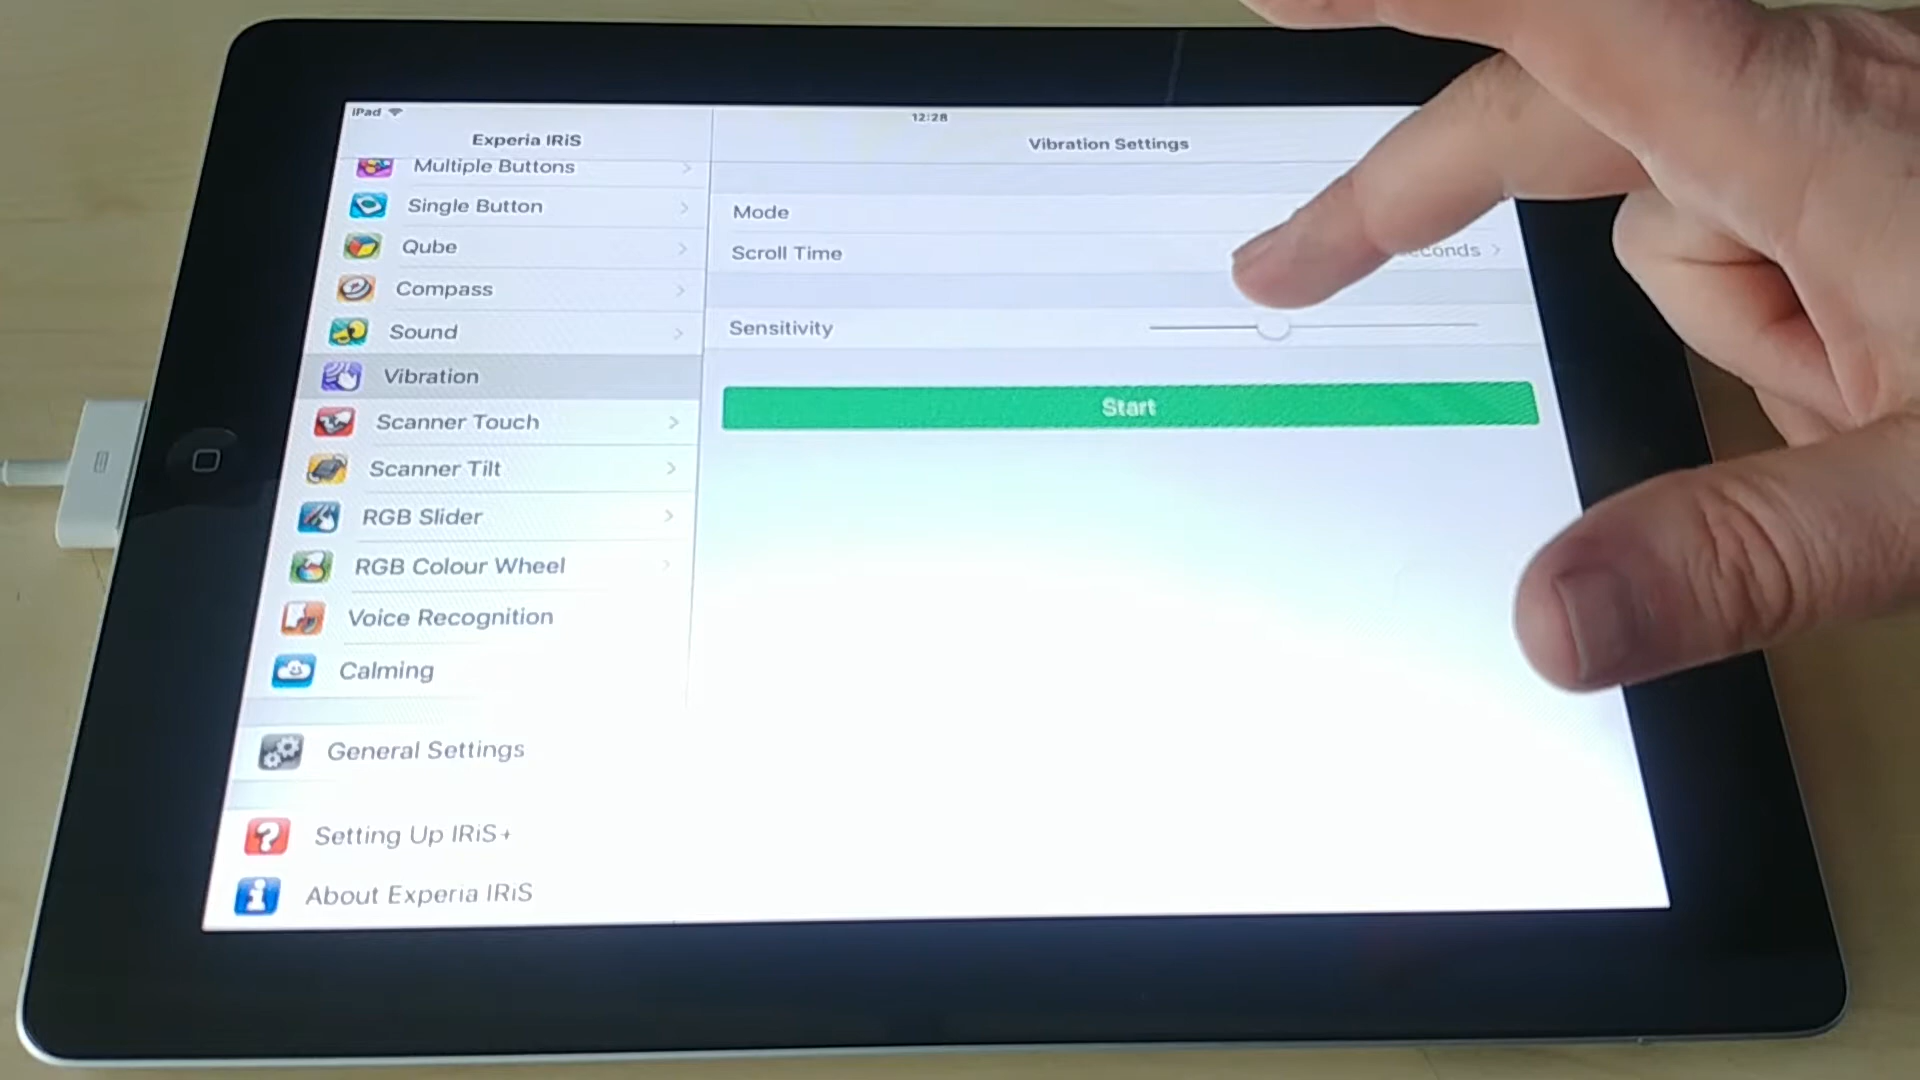 iPad
12:28
Experia IRiS
Vibration Settings
Multiple Buttons
Single Button
Qube
Compass
Sound
Vibration
Scanner Touch
Scanner Tilt
RGB Slider
RGB Colour Wheel
Voice Recognition
Calming
General Settings
Setting Up IRiS+
About Experia IRiS
Mode
Scroll Time
Sensitivity
Start